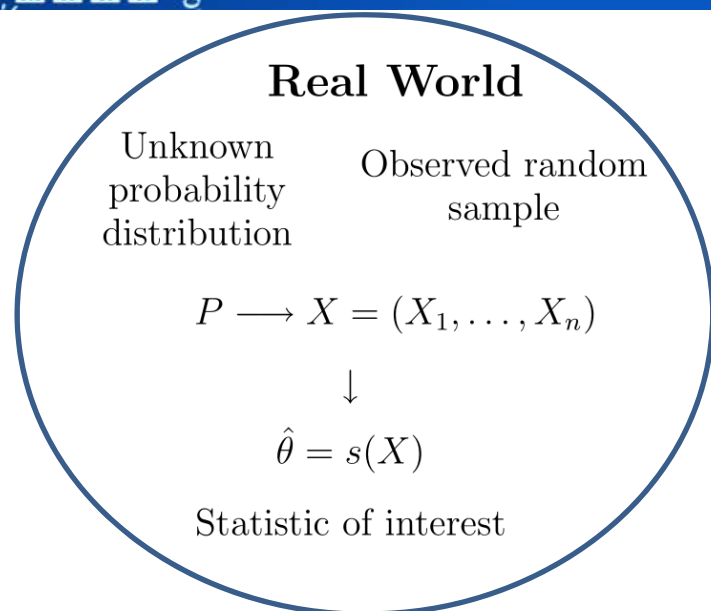 Real World
Unknown
probability
distribution
Observed random
sample
P ⟶ X = (X₁, . . . , Xₙ)
↓
θ̂ = s(X)
Statistic of interest